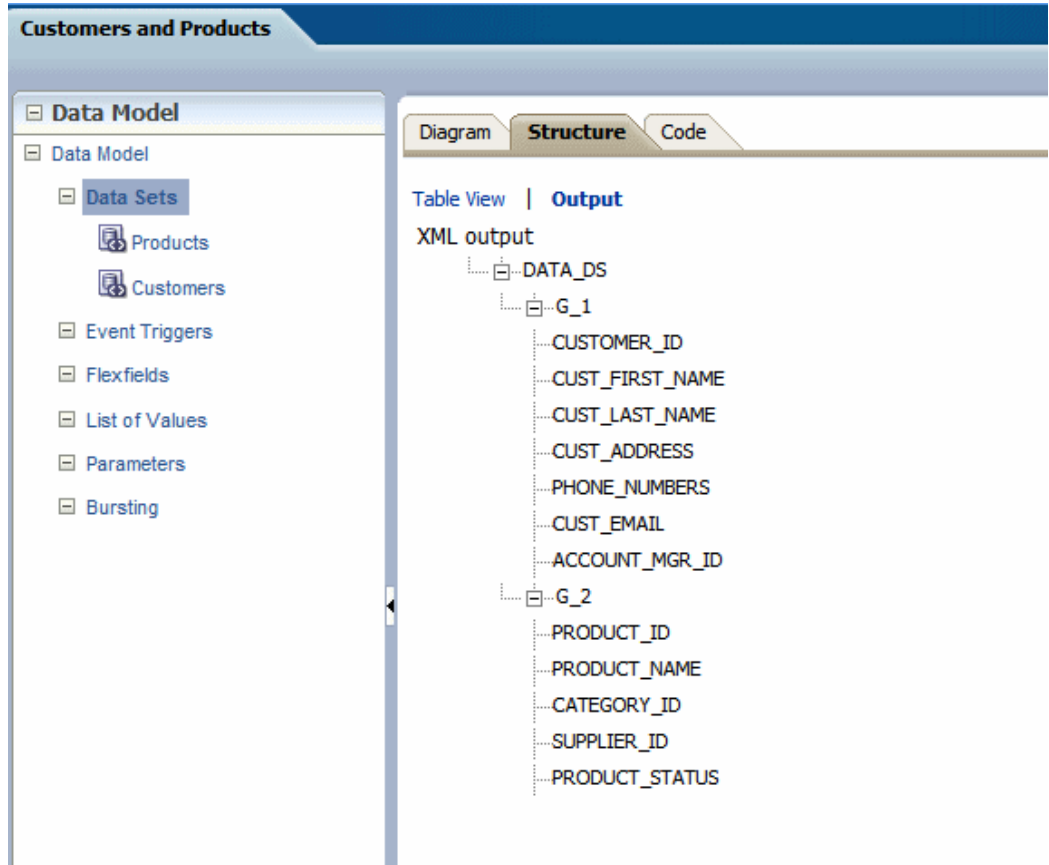 Customers and Products
Data Model
Data Model
Data Sets
Products
Customers
Event Triggers
Flexfields
List of Values
Parameters
Bursting
Diagram Structure Code
Table View | Output
XML output
DATA_DS
G_1
CUSTOMER_ID
CUST_FIRST_NAME
CUST_LAST_NAME
CUST_ADDRESS
PHONE_NUMBERS
CUST_EMAIL
ACCOUNT_MGR_ID
G_2
PRODUCT_ID
PRODUCT_NAME
CATEGORY_ID
SUPPLIER_ID
PRODUCT_STATUS